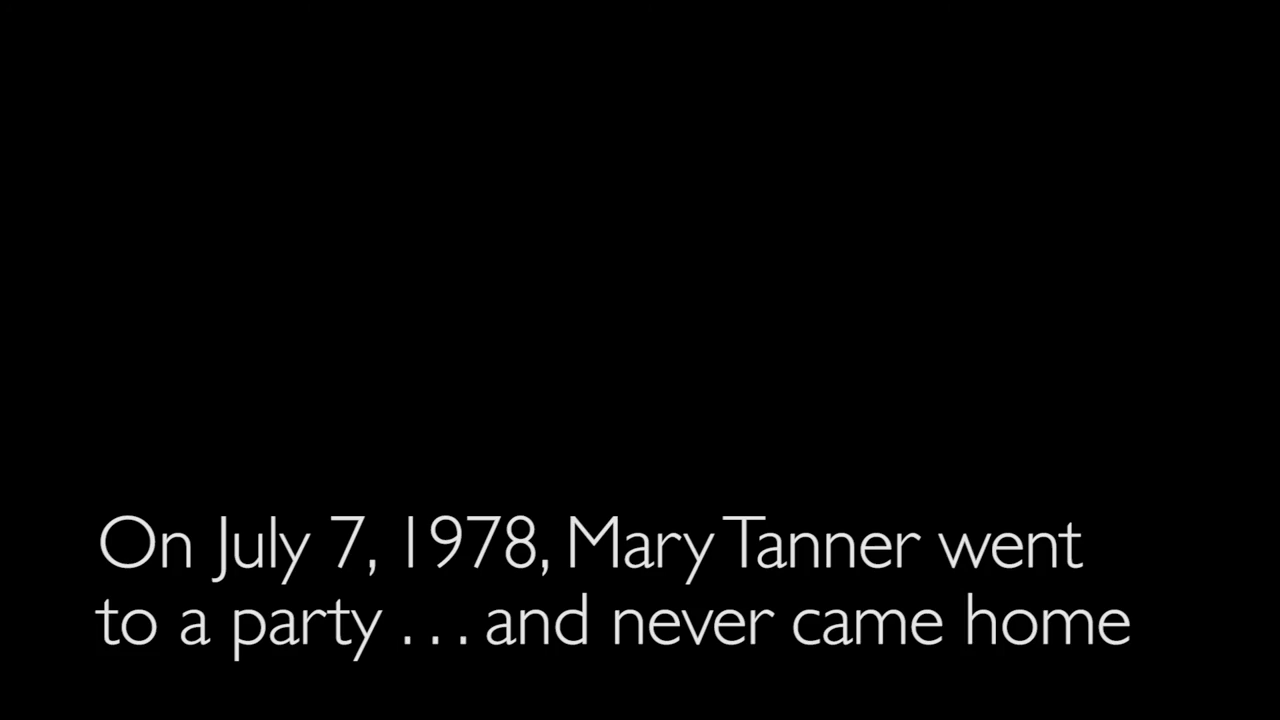 On July 7, 1978, Mary Tanner went
to a party . . . and never came home